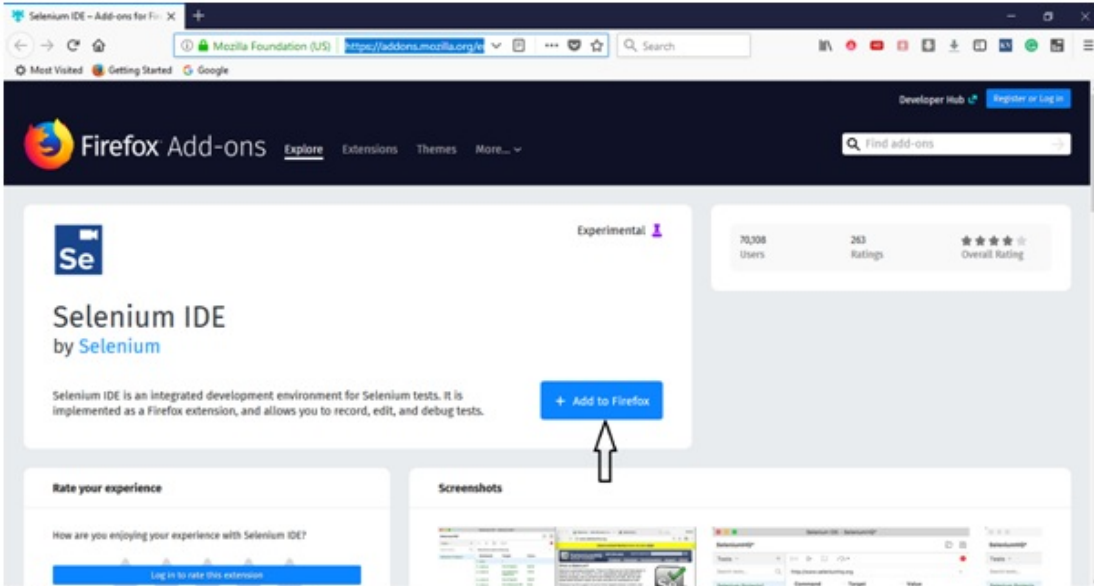 Selenium IDE – Add-ons for Fir
Mozilla Foundation (US) https://addons.mozilla.org/e
Search
Most Visited Getting Started Google
Developer Hub Register or Log in
Firefox Add-ons Explore Extensions Themes More...
Find add-ons
Se
Experimental
Selenium IDE
by Selenium
Selenium IDE is an integrated development environment for Selenium tests. It is
implemented as a Firefox extension, and allows you to record, edit, and debug tests.
+ Add to Firefox
70,108 263
Users Ratings Overall Rating
Rate your experience
How are you enjoying your experience with Selenium IDE?
Log in to rate this extension
Screenshots
Command Target Value